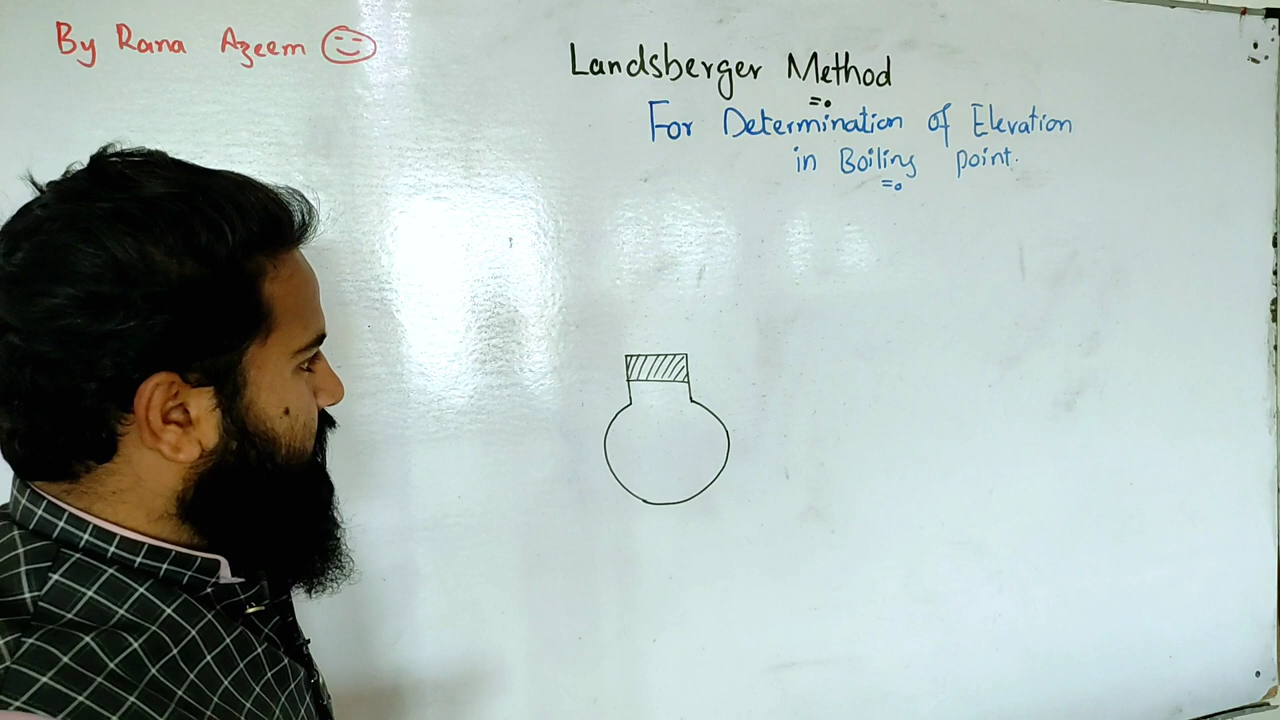 By Rana Azeem
Landsberger Method
For Determination of Elevation
in Boiling point.